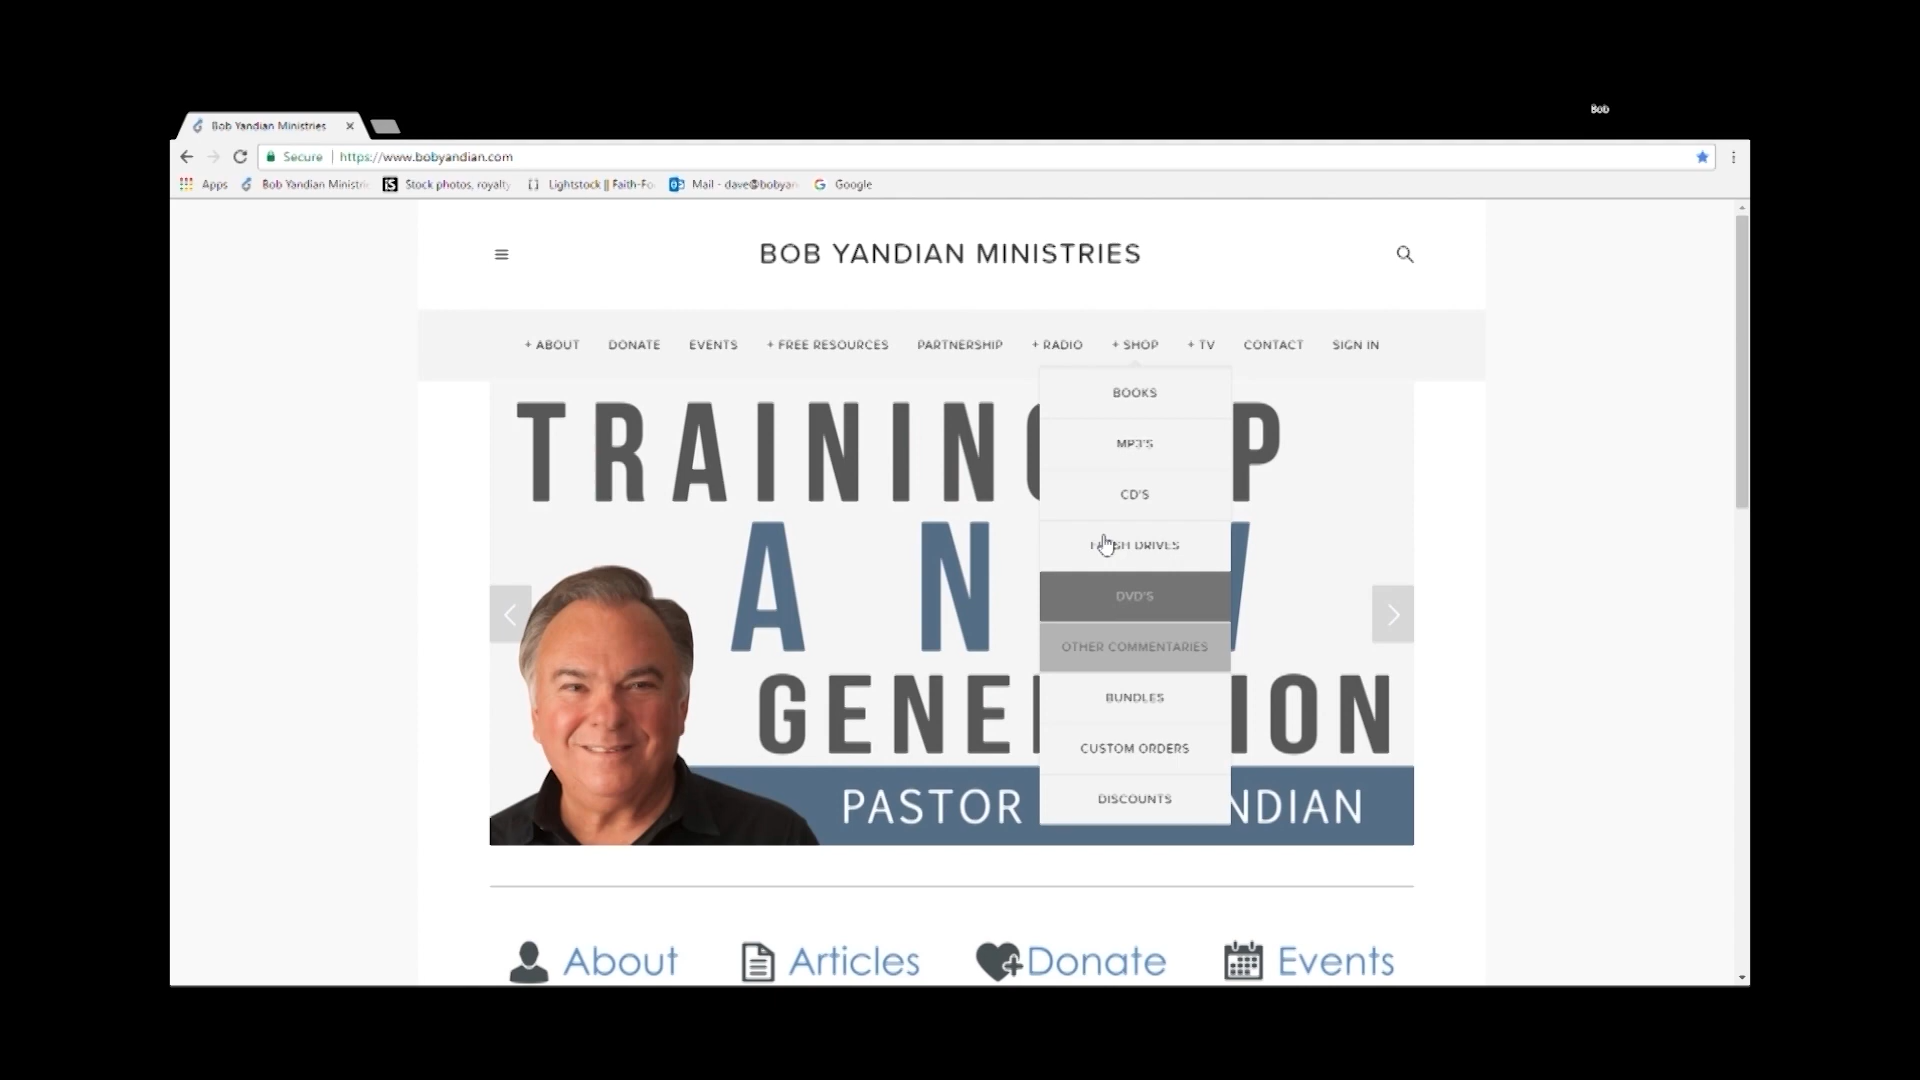 Bob
Bob Yandian Ministries
Secure https://www.bobyandian.com
Apps Bob Yandian Ministri Stock photos, royalty Lightstock || Faith-Fo Mail - dave@bobyan Google
BOB YANDIAN MINISTRIES
+ ABOUT DONATE EVENTS + FREE RESOURCES PARTNERSHIP + RADIO + SHOP + TV CONTACT SIGN IN
BOOKS
MP3'S
CD'S
DRIVES
DVD'S
OTHER COMMENTARIES
BUNDLES
CUSTOM ORDERS
DISCOUNTS
TRAIN P
A N
GENE ION
PASTOR NDIAN
About Articles Donate Events